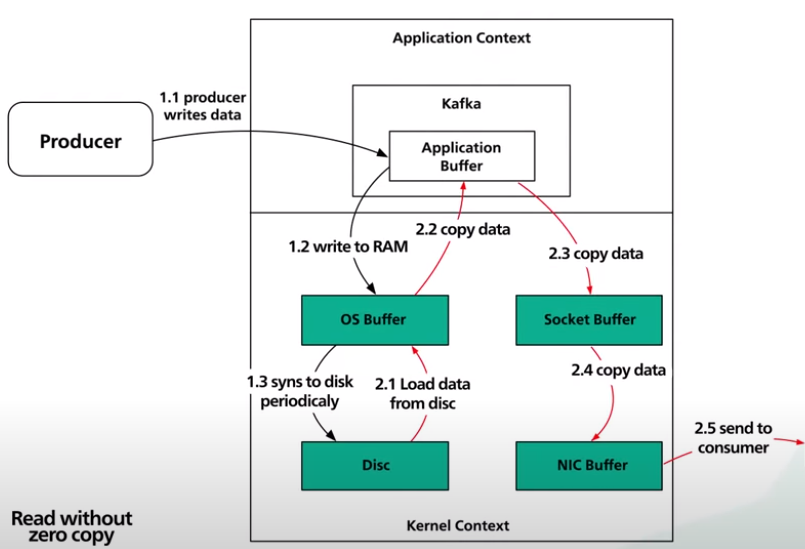 Application Context
1.1 producer
writes data
Kafka
Producer
Application
Buffer
2.2 copy data
1.2 write to RAM
2.3 copy data
OS Buffer
Socket Buffer
1.3 syns to disk
periodicaly
2.1 Load data
from disc
2.4 copy data
2.5 send to
consumer
Disc
NIC Buffer
Read without
zero copy
Kernel Context